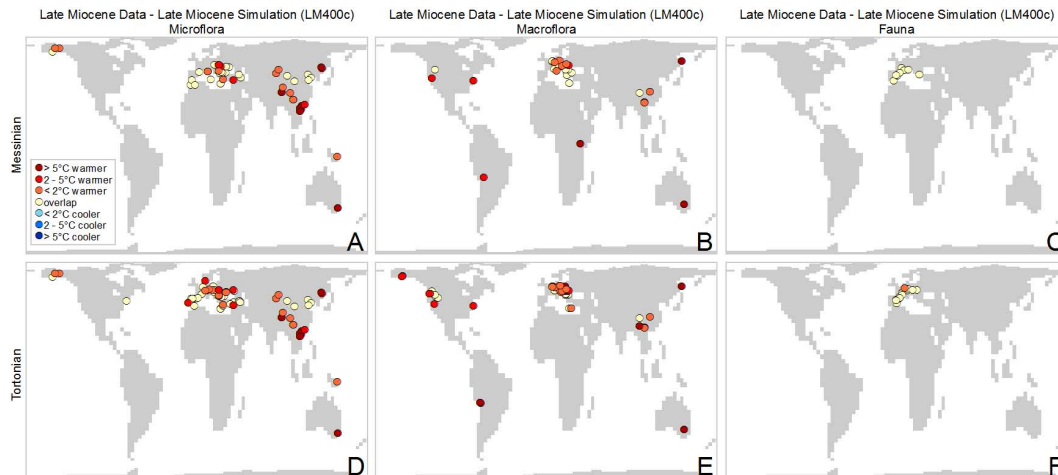 Late Miocene Data - Late Miocene Simulation (LM400c)
Microflora
Late Miocene Data - Late Miocene Simulation (LM400c)
Macroflora
Late Miocene Data - Late Miocene Simulation (LM400c)
Fauna
Messinian
> 5°C warmer
2 - 5°C warmer
< 2°C warmer
overlap
< 2°C cooler
2 - 5°C cooler
> 5°C cooler
A
B
C
Tortonian
D
E
F